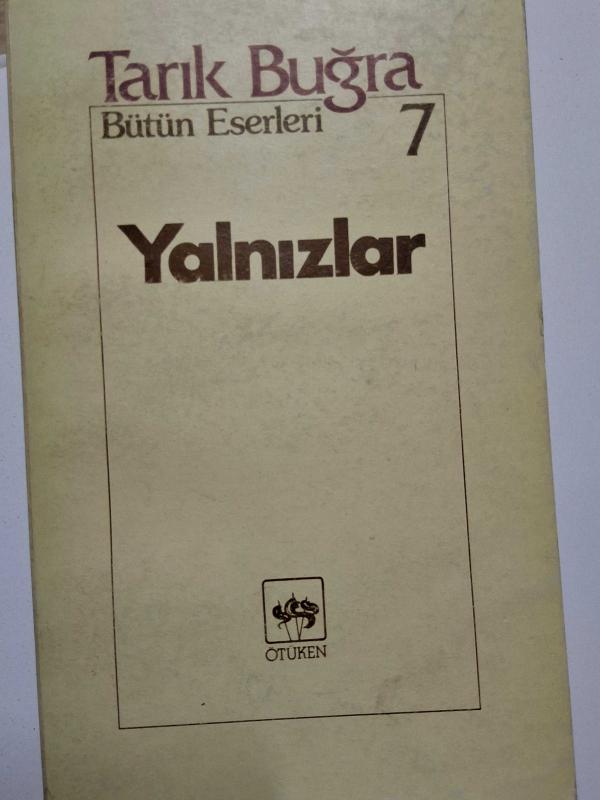 Tarık Buğra
Bütün Eserleri 7
Yalnızlar
ÖTÜKEN